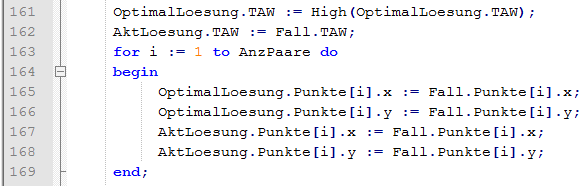 161 OptimalLoesung.TAW := High(OptimalLoesung.TAW);
162 AktLoesung.TAW := Fall.TAW;
163 for i := 1 to AnzPaare do
164 begin
165 OptimalLoesung.Punkte[i].x := Fall.Punkte[i].x;
166 OptimalLoesung.Punkte[i].y := Fall.Punkte[i].y;
167 AktLoesung.Punkte[i].x := Fall.Punkte[i].x;
168 AktLoesung.Punkte[i].y := Fall.Punkte[i].y;
169 end;